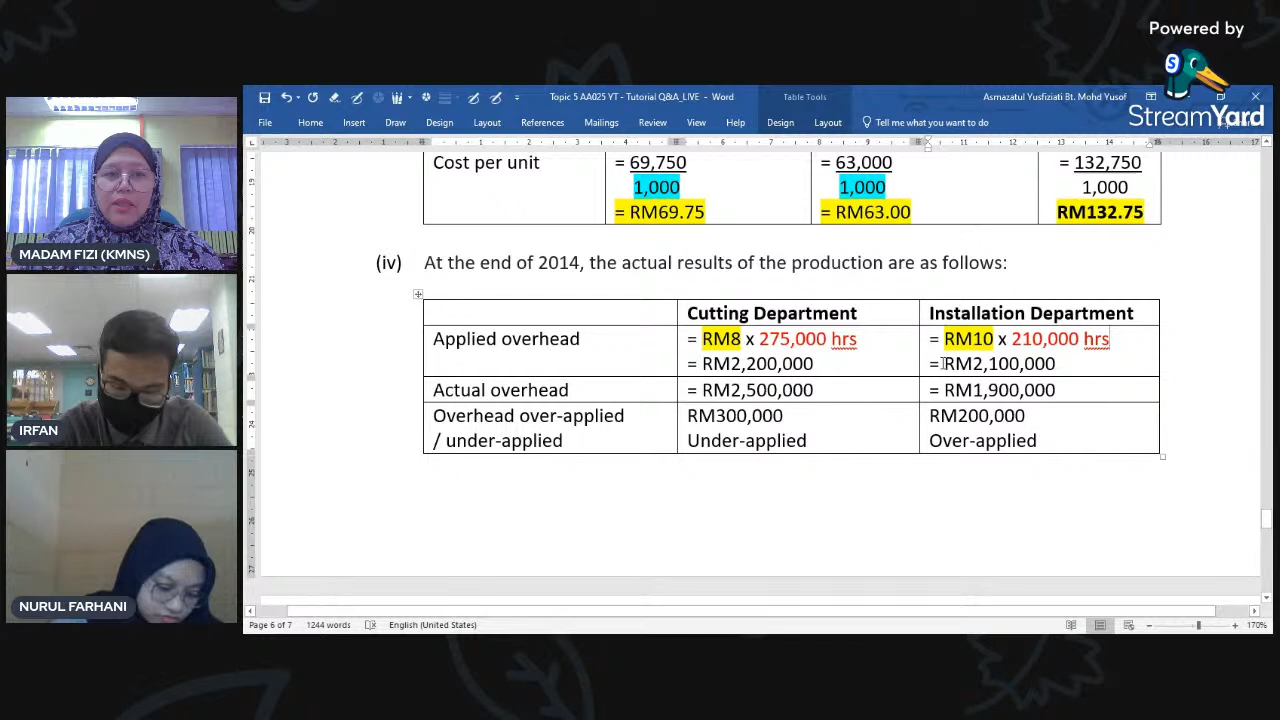 Powered by
StreamYard
Topic 5 AA025 YT - Tutorial Q&A_LIVE - Word
Table Tools
Asmazatul Yusfiziati Bt. Mohd Yusof
File Home Insert Draw Design Layout References Mailings Review View Help Design Layout Tell me what you want to do
Cost per unit = 69,750 = 63,000 = 132,750
1,000 1,000 1,000
= RM69.75 = RM63.00 RM132.75
(iv) At the end of 2014, the actual results of the production are as follows:
Cutting Department Installation Department
Applied overhead = RM8 x 275,000 hrs = RM10 x 210,000 hrs
= RM2,200,000 = RM2,100,000
Actual overhead = RM2,500,000 = RM1,900,000
Overhead over-applied RM300,000 RM200,000
/ under-applied Under-applied Over-applied
MADAM FIZI (KMNS)
IRFAN
NURUL FARHANI
Page 6 of 7 1244 words English (United States) 170%